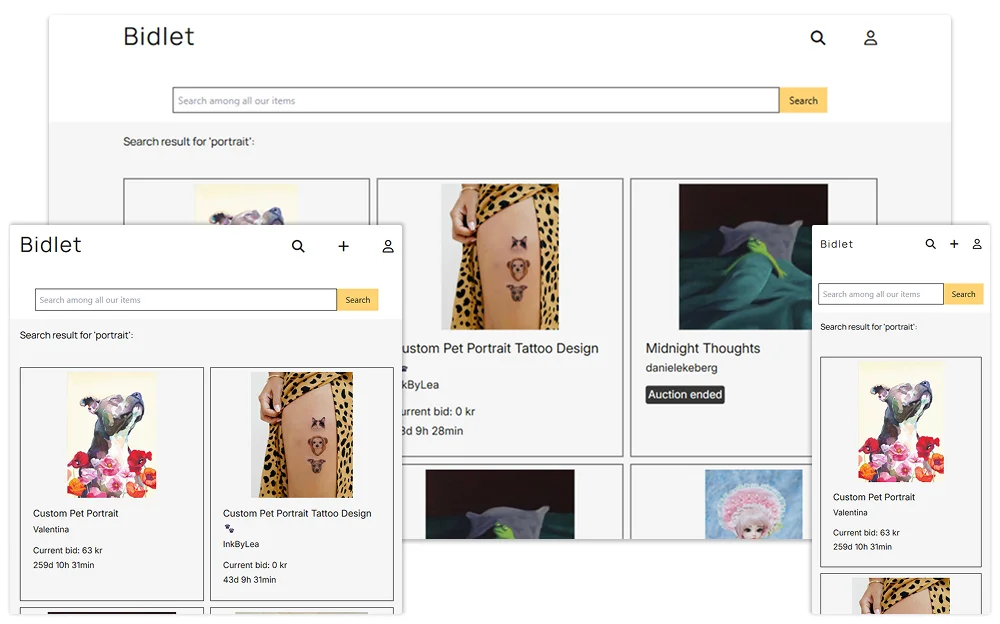 Bidlet
Search among all our items
Search
Search result for 'portrait':
ustom Pet Portrait Tattoo Design
kByLea
urrent bid: 0 kr
3d 9h 28min
Midnight Thoughts
danielekeberg
Auction ended
Bidlet
Search among all our items
Search
Search result for 'portrait':
Custom Pet Portrait
Valentina
Current bid: 63 kr
259d 10h 31min
Custom Pet Portrait Tattoo Design
🐾
InkByLea
Current bid: 0 kr
43d 9h 31min
Bidlet
Search among all our items
Search
Search result for 'portrait':
Custom Pet Portrait
Valentina
Current bid: 63 kr
259d 10h 31min